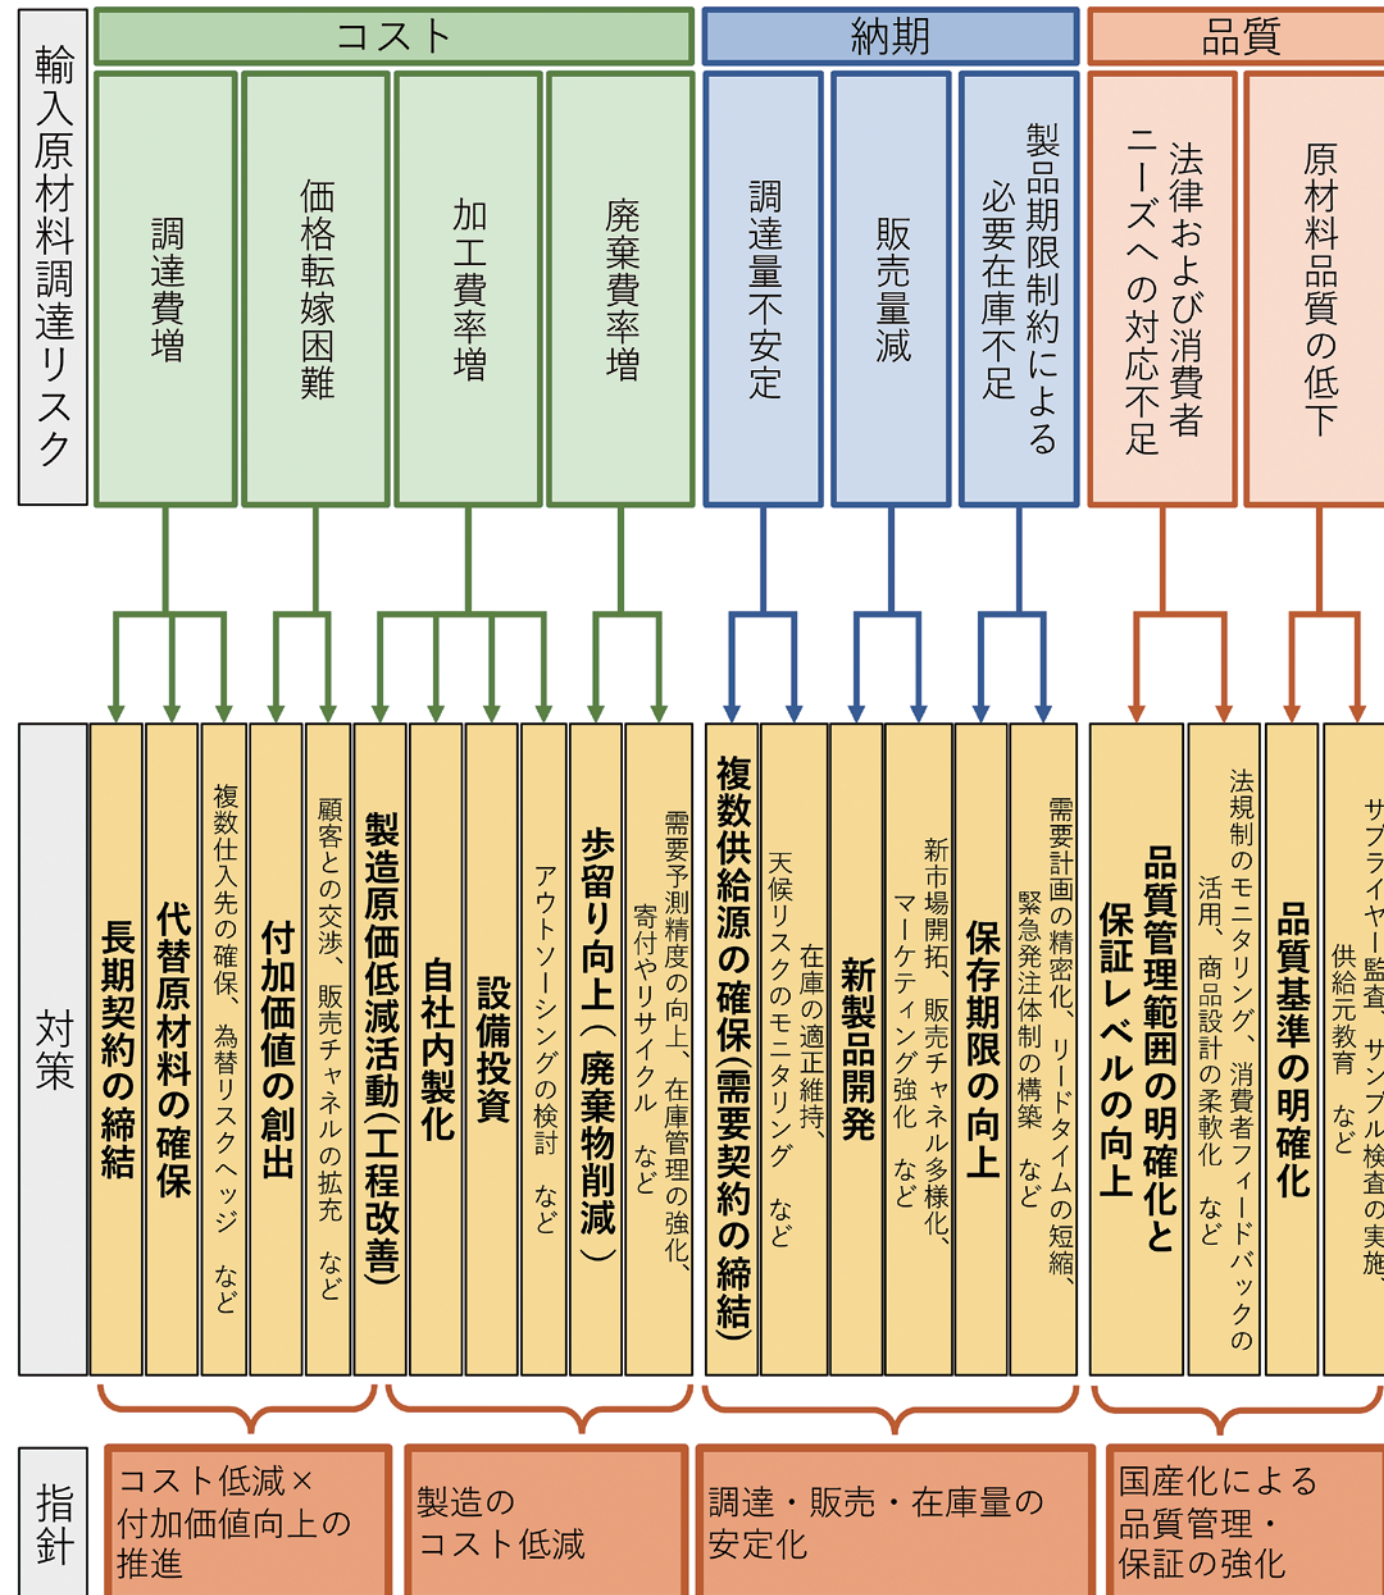 輸入原材料調達リスク
コスト
納期
品質
調達費増
価格転嫁困難
加工費率増
廃棄費率増
調達量不安定
販売量減
製品期限制約による
必要在庫不足
法律および消費者
ニーズへの対応不足
原材料品質の低下
対策
長期契約の締結
代替原材料の確保
複数仕入先の確保、為替リスクヘッジ など
付加価値の創出
顧客との交渉、販売チャネルの拡充 など
製造原価低減活動(工程改善)
自社内製化
設備投資
アウトソーシングの検討 など
歩留り向上(廃棄物削減)
需要予測精度の向上、在庫管理の強化、
寄付やリサイクル など
複数供給源の確保(需要契約の締結)
在庫の適正維持、
天候リスクのモニタリング など
新製品開発
新市場開拓、販売チャネル多様化、
マーケティング強化 など
保存期限の向上
需要計画の精密化、リードタイムの短縮、
緊急発注体制の構築 など
品質管理範囲の明確化と
保証レベルの向上
法規制のモニタリング、消費者フィードバックの
活用、商品設計の柔軟化 など
品質基準の明確化
サプライヤー監査、サンプル検査の実施、
供給元教育 など
指針
コスト低減×
付加価値向上の
推進
製造の
コスト低減
調達・販売・在庫量の
安定化
国産化による
品質管理・
保証の強化